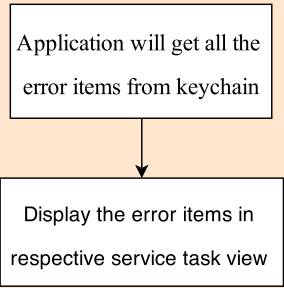 Application will get all the
error items from keychain
Display the error items in
respective service task view